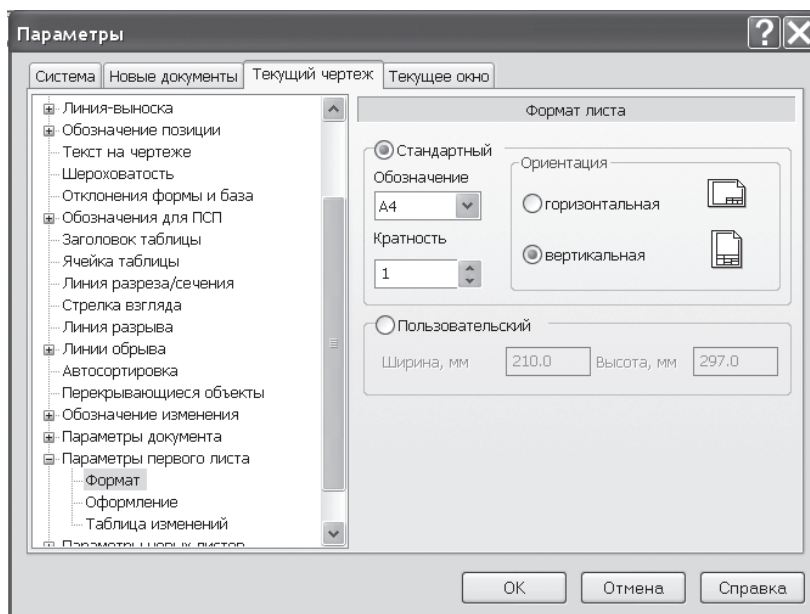 Параметры
Система Новые документы Текущий чертеж Текущее окно
Линия-выноска
Обозначение позиции
Текст на чертеже
Шероховатость
Отклонения формы и база
Обозначения для ПСП
Заголовок таблицы
Ячейка таблицы
Линия разреза/сечения
Стрелка взгляда
Линия разрыва
Линии обрыва
Автосортировка
Перекрывающиеся объекты
Обозначение изменения
Параметры документа
Параметры первого листа
Формат
Оформление
Таблица изменений
Параметры новых листов
Формат листа
Стандартный
Обозначение
A4
Кратность
1
Ориентация
горизонтальная
вертикальная
Пользовательский
Ширина, мм 210.0 Высота, мм 297.0
OK Отмена Справка